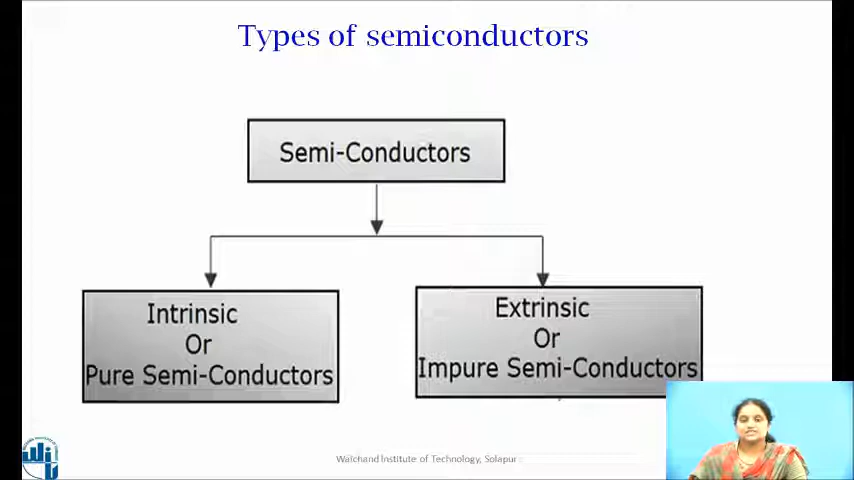 Types of semiconductors
Semi-Conductors
Intrinsic
Or
Pure Semi-Conductors
Extrinsic
Or
Impure Semi-Conductors
Walchand Institute of Technology, Solapur